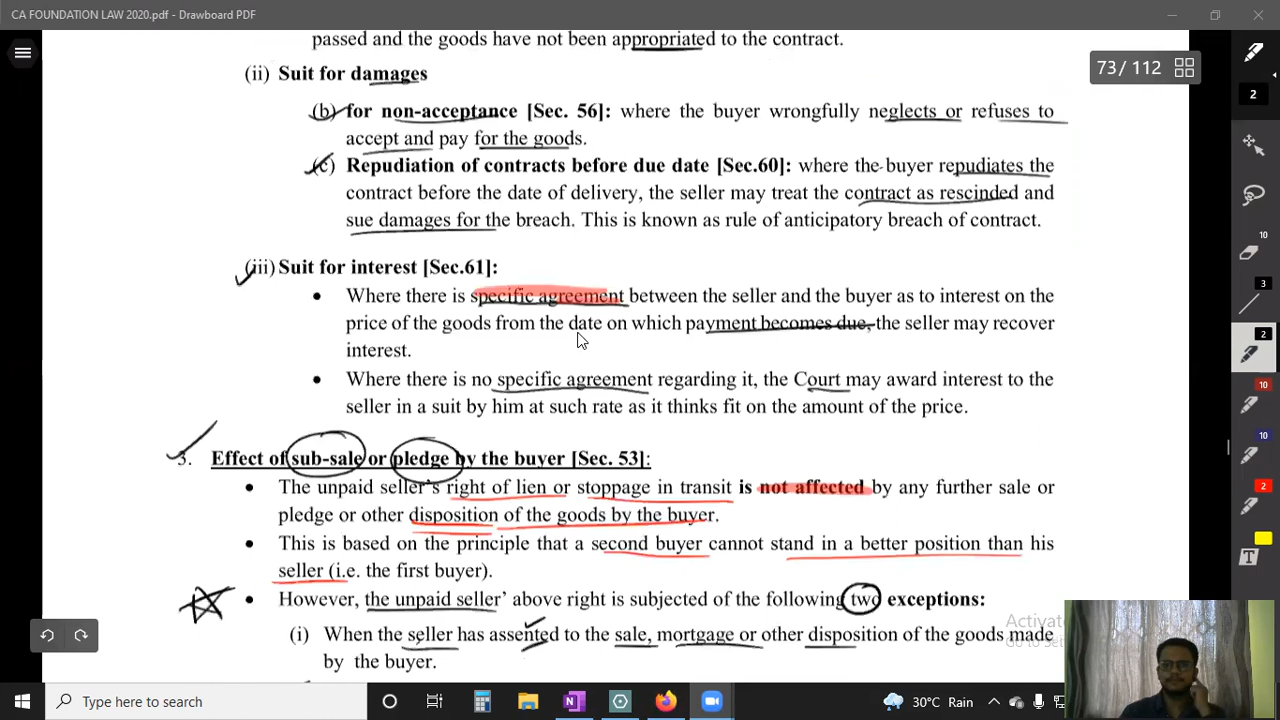 CA FOUNDATION LAW 2020.pdf - Drawboard PDF
passed and the goods have not been appropriated to the contract.
73 / 112
2
(ii) Suit for damages
2
(b) for non-acceptance [Sec. 56]: where the buyer wrongfully neglects or refuses to
accept and pay for the goods.
(c) Repudiation of contracts before due date [Sec.60]: where the buyer repudiates the
contract before the date of delivery, the seller may treat the contract as rescinded and
sue damages for the breach. This is known as rule of anticipatory breach of contract.
10
(iii) Suit for interest [Sec.61]:
3
• Where there is specific agreement between the seller and the buyer as to interest on the
price of the goods from the date on which payment becomes due, the seller may recover
interest.
2
• Where there is no specific agreement regarding it, the Court may award interest to the
seller in a suit by him at such rate as it thinks fit on the amount of the price.
10
10
3. Effect of sub-sale or pledge by the buyer [Sec. 53]:
• The unpaid seller's right of lien or stoppage in transit is not affected by any further sale or
pledge or other disposition of the goods by the buyer.
2
• This is based on the principle that a second buyer cannot stand in a better position than his
seller (i.e. the first buyer).
• However, the unpaid seller' above right is subjected of the following two exceptions:
Activate
(i) When the seller has assented to the sale, mortgage or other disposition of the goods made
by the buyer.
Type here to search
30°C Rain